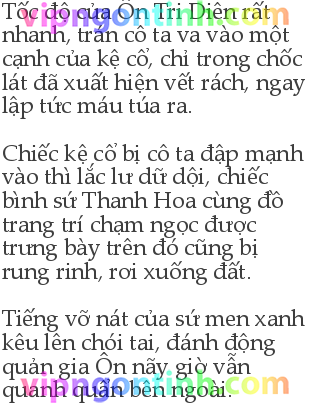 Tốc độ của Ôn Tri Diên rất
nhanh, trán cô ta va vào một
cạnh của kệ cổ, chỉ trong chốc
lát đã xuất hiện vết rách, ngay
lập tức máu túa ra.
Chiếc kệ cổ bị cô ta đập mạnh
vào thì lắc lư dữ dội, chiếc
bình sứ Thanh Hoa cùng đồ
trang trí chạm ngọc được
trưng bày trên đó cũng bị
rung rinh, rơi xuống đất.
Tiếng vỡ nát của sứ men xanh
kêu lên chói tai, đánh động
quản gia Ôn nãy giờ vẫn
quanh quẩn bên ngoài.
vipngontinh.com
vipngontinh.com